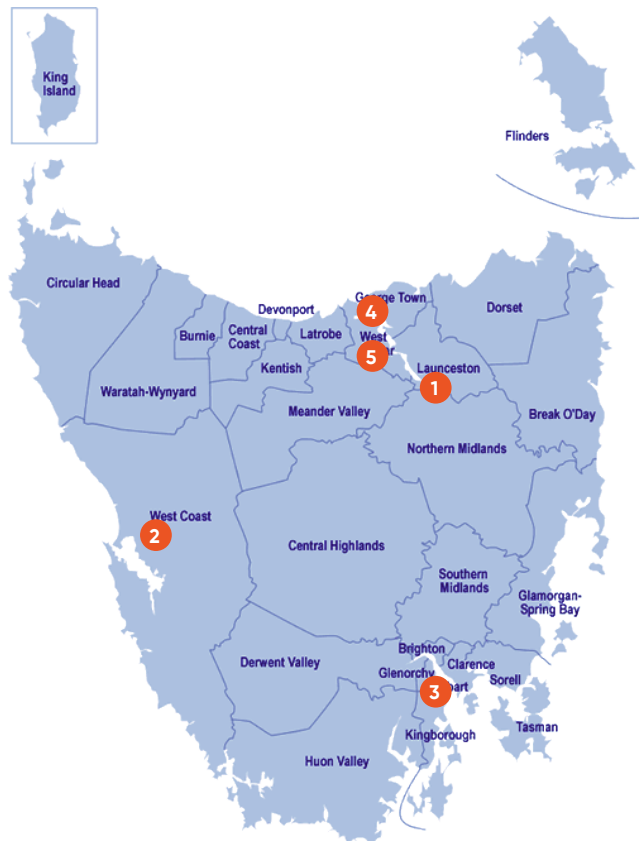 King
Island
Flinders
Circular Head
Devonport
4
Town
Dorset
Burnie
Central
Coast
Latrobe
West
5
Kentish
Launceston
1
Waratah-Wynyard
Meander Valley
Break O'Day
Northern Midlands
West Coast
2
Central Highlands
Southern
Midlands
Glamorgan-
Spring Bay
Brighton
Derwent Valley
Glenorchy
Clarence
Sorell
3
Tasman
Kingborough
Huon Valley